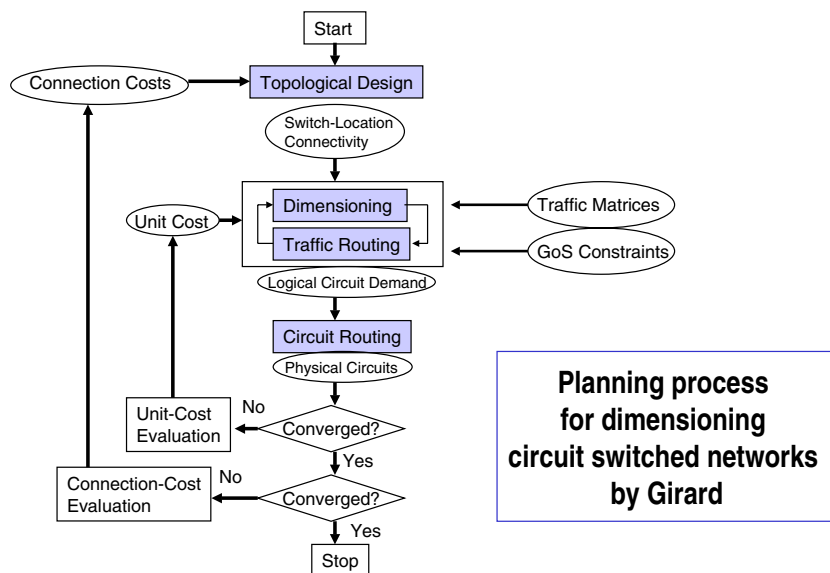 Start
Connection Costs
Topological Design
Switch-Location
Connectivity
Dimensioning
Traffic Routing
Unit Cost
Traffic Matrices
GoS Constraints
Logical Circuit Demand
Circuit Routing
Physical Circuits
Unit-Cost
Evaluation
No
Converged?
Yes
Connection-Cost
Evaluation
No
Converged?
Yes
Stop
Planning process
for dimensioning
circuit switched networks
by Girard